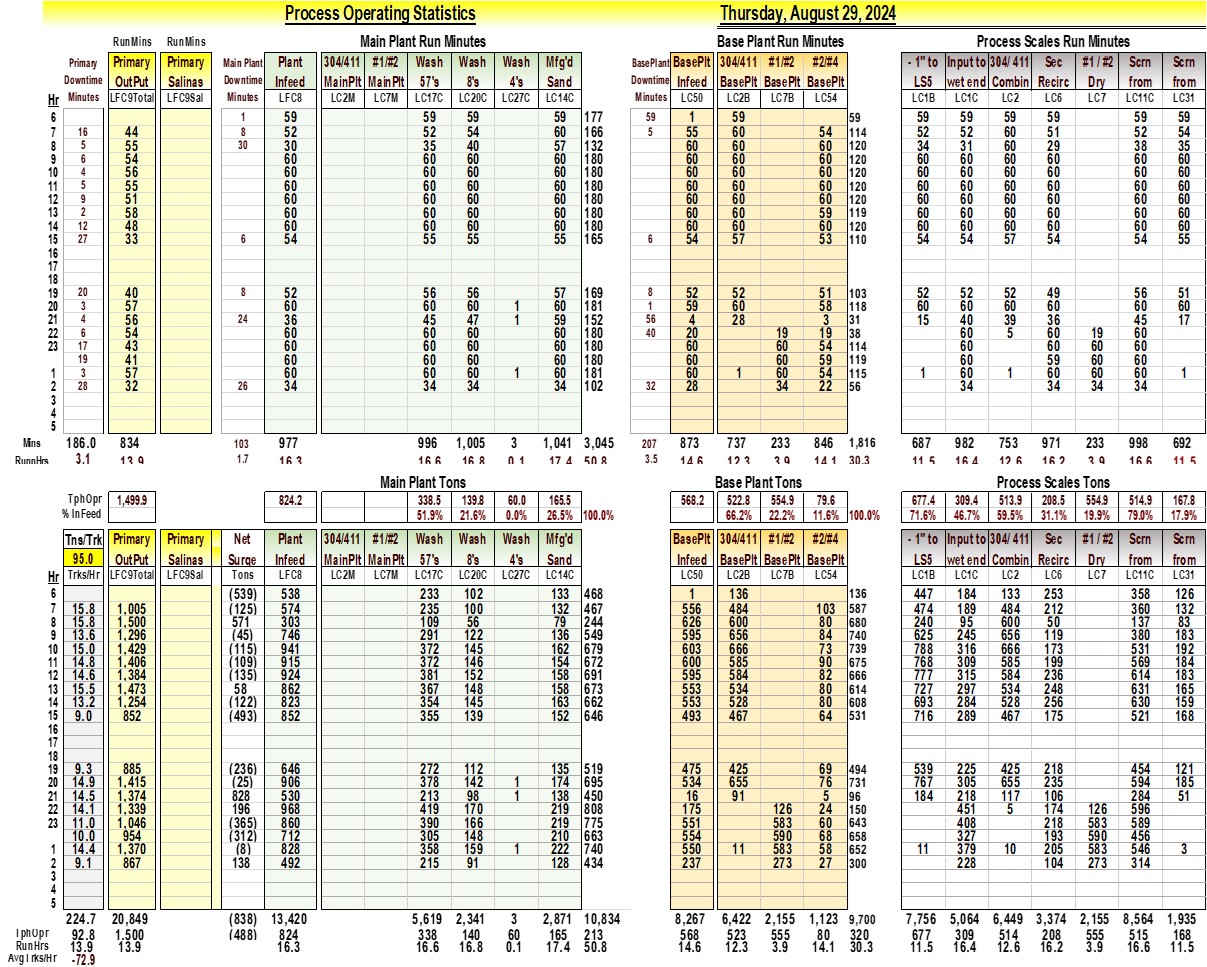 Process Operating Statistics Thursday, August 29, 2024
RunMins RunMins Main Plant Run Minutes Base Plant Run Minutes Process Scales Run Minutes
Primary Primary Primary Main Plant Plant 304/411 #1/#2 Wash Wash Wash Mfg'd BasePlant BasePlt 304/411 #1/#2 #2/#4 - 1" to Input to 304/ 411 Sec #1 / #2 Scrn Scrn
Downtime OutPut Salinas Downtime Infeed MainPlt MainPlt 57's 8's 4's Sand Downtime Infeed BasePlt BasePlt BasePlt LS5 wet end Combin Recirc Dry from from
Hr Minutes LFC9Total LFC9Sal Minutes LFC8 LC2M LC7M LC17C LC20C LC27C LC14C Minutes LC50 LC2B LC7B LC54 LC1B LC1C LC2 LC6 LC7 LC11C LC31
6 1 59 59 59 59 177 59 1 60 59 59 59 59 59 59 59
7 16 44 8 52 52 54 60 166 5 55 60 54 114 52 52 60 51 52 54
8 5 55 30 30 35 40 57 132 60 60 60 120 34 31 60 29 38 35
9 6 54 60 60 60 60 180 60 60 60 120 60 60 60 60 60 60
10 4 56 60 60 60 60 180 60 60 60 120 60 60 60 60 60 60
11 5 55 60 60 60 60 180 60 60 60 120 60 60 60 60 60 60
12 9 51 60 60 60 60 180 60 60 60 120 60 60 60 60 60 60
13 2 58 60 60 60 60 180 60 60 59 119 60 60 60 60 60 60
14 12 48 60 60 60 60 180 60 60 60 120 60 60 60 60 60 60
15 27 33 6 54 55 55 55 165 6 54 57 53 110 54 54 57 54 54 55
16
17
18
19 20 40 8 52 56 56 57 169 8 52 52 51 103 52 52 52 49 56 51
20 3 57 60 60 60 1 60 181 1 59 60 58 118 60 60 60 60 60 60
21 4 56 24 36 45 47 1 59 152 56 4 28 3 31 15 40 39 36 45 17
22 6 54 60 60 60 60 180 40 20 19 19 38 60 5 60 19 60
23 17 43 60 60 60 60 180 60 60 54 114 60 60 60 60
19 41 60 60 60 60 180 60 60 59 119 60 59 60 60
1 3 57 60 60 60 1 60 181 60 1 60 54 115 1 60 1 60 60 60 1
2 28 32 26 34 34 34 34 102 32 28 34 22 56 34 34 34 34
3
4
5
Mins 186.0 834 103 977 996 1,005 3 1,041 3,045 207 873 737 233 846 1,816 687 982 753 971 233 998 692
RunnHrs 3.1 13.9 1.7 16.3 16.6 16.8 0.1 17.4 50.8 3.5 14.6 12.3 3.9 14.1 30.3 11.5 16.4 12.6 16.2 3.9 16.6 11.5
Main Plant Tons Base Plant Tons Process Scales Tons
TphOpr 1,499.9 824.2 338.5 139.8 60.0 165.5 568.2 522.8 554.9 79.6 677.4 309.4 513.9 208.5 554.9 514.9 167.8
% InFeed 51.9% 21.6% 0.0% 26.5% 100.0% 66.2% 22.2% 11.6% 100.0% 71.6% 46.7% 59.5% 31.1% 19.9% 79.0% 17.9%
Tns/Trk Primary Primary Net Plant 304/411 #1/#2 Wash Wash Wash Mfg'd BasePlt 304/411 #1/#2 #2/#4 - 1" to Input to 304/ 411 Sec #1 / #2 Scrn Scrn
95.0 OutPut Salinas Surge Infeed MainPlt MainPlt 57's 8's 4's Sand Infeed BasePlt BasePlt BasePlt LS5 wet end Combin Recirc Dry from from
Hr Trks/Hr LFC9Total LFC9Sal Tons LFC8 LC2M LC7M LC17C LC20C LC27C LC14C LC50 LC2B LC7B LC54 LC1B LC1C LC2 LC6 LC7 LC11C LC31
6 (539) 538 233 102 133 468 1 136 136 447 184 133 253 358 126
7 15.8 1,005 (125) 574 235 100 132 467 556 484 103 587 474 189 484 212 360 132
8 15.8 1,500 571 303 109 56 79 244 626 600 80 680 240 95 600 50 137 83
9 13.6 1,296 (45) 746 291 122 136 549 595 656 84 740 625 245 656 119 380 183
10 15.0 1,429 (115) 941 372 145 162 679 603 666 73 739 788 316 666 173 531 192
11 14.8 1,406 (109) 915 372 146 154 672 600 585 90 675 768 309 585 199 569 184
12 14.6 1,384 (135) 924 381 152 158 691 595 584 82 666 777 315 584 236 614 183
13 15.5 1,473 58 862 367 148 158 673 553 534 80 614 727 297 534 248 631 165
14 13.2 1,254 (122) 823 354 145 163 662 553 528 80 608 693 284 528 256 630 159
15 9.0 852 (493) 852 355 139 152 646 493 467 64 531 716 289 467 175 521 168
16
17
18
19 9.3 885 (236) 646 272 112 135 519 475 425 69 494 539 225 425 218 454 121
20 14.9 1,415 (25) 906 378 142 1 174 695 534 655 76 731 767 305 655 235 594 185
21 14.5 1,374 828 530 213 98 1 138 450 16 91 5 96 184 218 117 106 284 51
22 14.1 1,339 196 968 419 170 219 808 175 126 24 150 451 5 174 126 596
23 11.0 1,046 (365) 860 390 166 219 775 551 583 60 643 408 218 583 589
10.0 954 (312) 712 305 148 210 663 554 590 68 658 327 193 590 456
1 14.4 1,370 (8) 828 358 159 1 222 740 550 11 583 58 652 11 379 10 205 583 546 3
2 9.1 867 138 492 215 91 128 434 237 273 27 300 228 104 273 314
3
4
5
224.7 20,849 (838) 13,420 5,619 2,341 3 2,871 10,834 8,267 6,422 2,155 1,123 9,700 7,756 5,064 6,449 3,374 2,155 8,564 1,935
TphOpr 92.8 1,500 (488) 824 338 140 60 165 213 568 523 555 80 320 677 309 514 209 555 515 168
RunHrs 13.9 13.9 16.3 16.6 16.8 0.1 17.4 50.8 14.6 12.3 3.9 14.1 30.3 11.5 16.4 12.6 16.2 3.9 16.6 11.5
AvgTrks/Hr -72.9